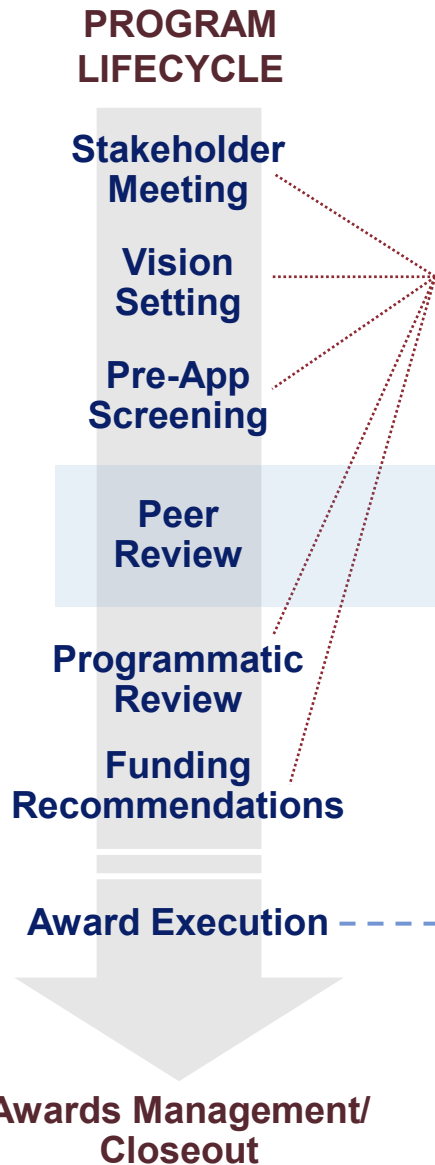 PROGRAM
LIFECYCLE
Stakeholder
Meeting
Vision
Setting
Pre-App
Screening
Peer
Review
Programmatic
Review
Funding
Recommendations
Award Execution
Awards Management/
Closeout